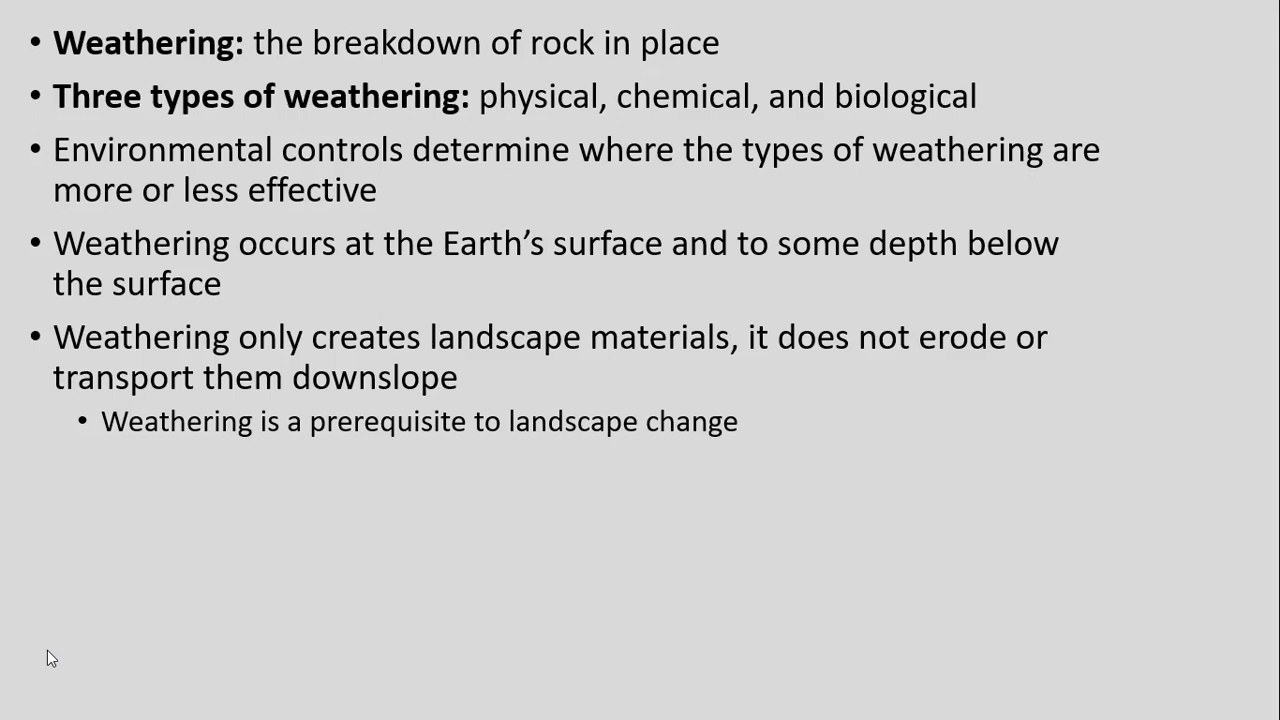 • Weathering: the breakdown of rock in place
• Three types of weathering: physical, chemical, and biological
• Environmental controls determine where the types of weathering are
more or less effective
• Weathering occurs at the Earth’s surface and to some depth below
the surface
• Weathering only creates landscape materials, it does not erode or
transport them downslope
• Weathering is a prerequisite to landscape change